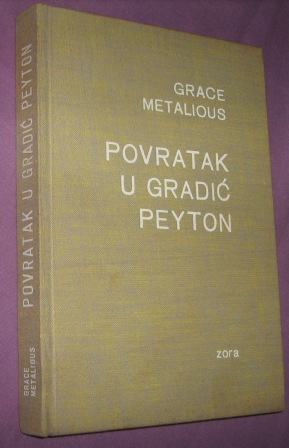 GRACE
METALIOUS
POVRATAK
U GRADIĆ
PEYTON
zora
GRACE
METALIOUS
POVRATAK U GRADIĆ PEYTON